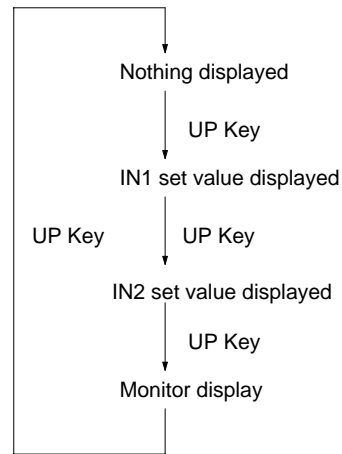 Nothing displayed
UP Key
IN1 set value displayed
UP Key
UP Key
IN2 set value displayed
UP Key
Monitor display